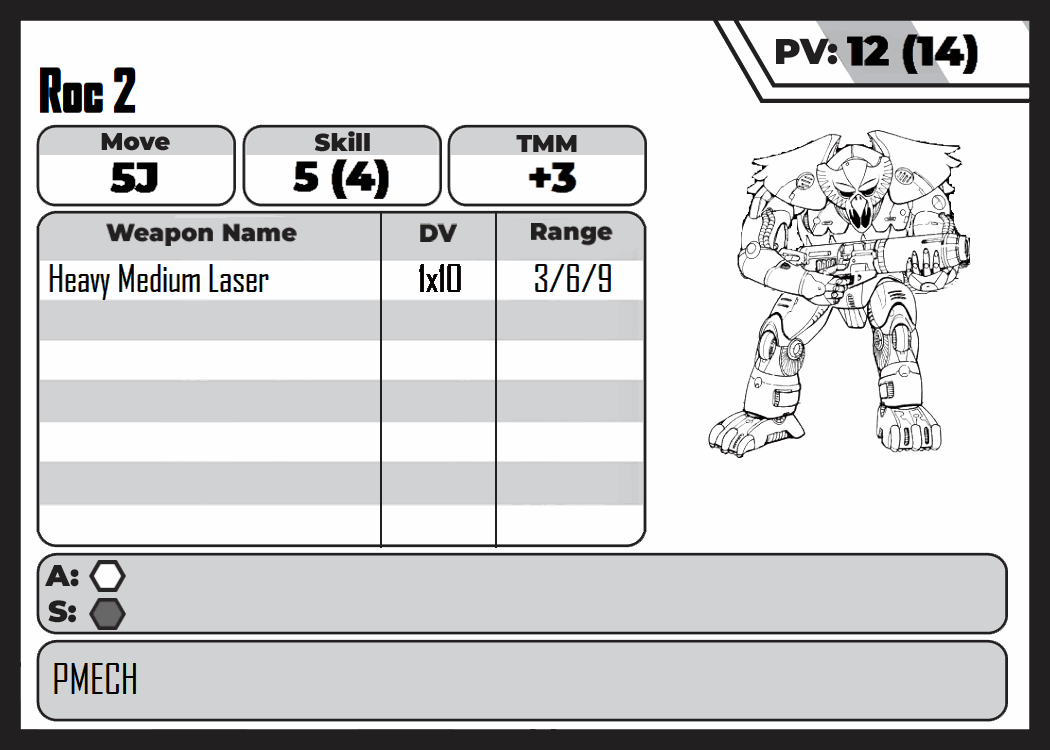 PV: 12 (14)
Roc 2
Move Skill TMM
5J 5 (4) +3
Weapon Name DV Range
Heavy Medium Laser 1x10 3/6/9
A:
S:
PMECH